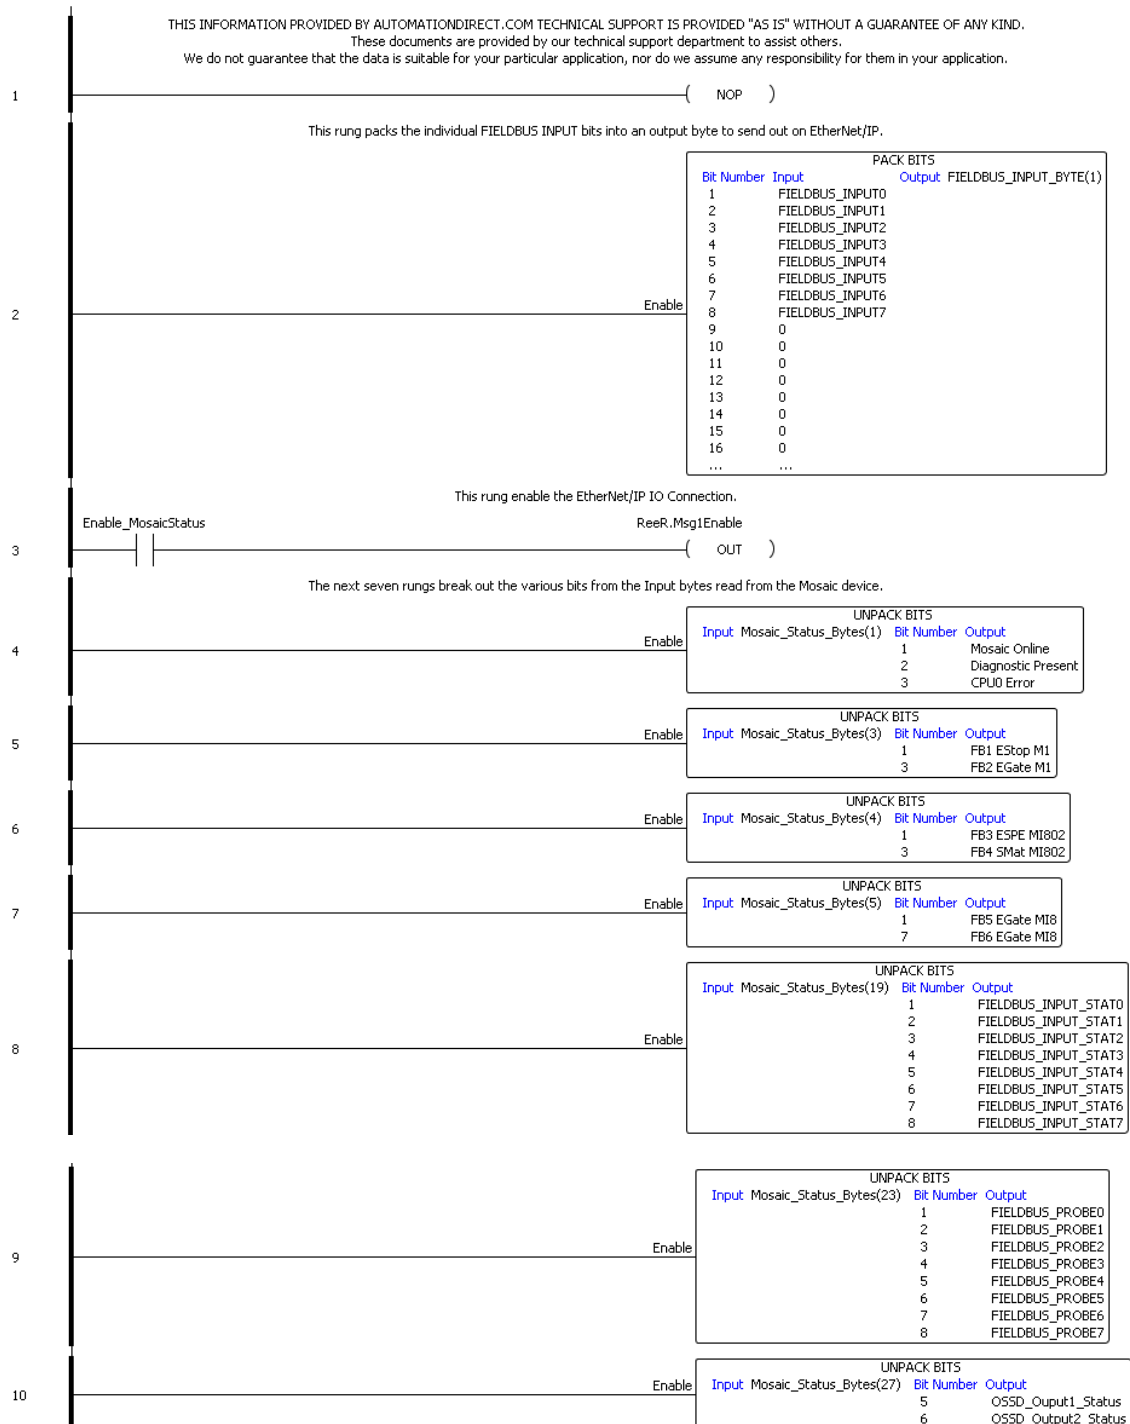 THIS INFORMATION PROVIDED BY AUTOMATIONDIRECT.COM TECHNICAL SUPPORT IS PROVIDED "AS IS" WITHOUT A GUARANTEE OF ANY KIND.
These documents are provided by our technical support department to assist others.
We do not guarantee that the data is suitable for your particular application, nor do we assume any responsibility for them in your application.
1 ( NOP )
This rung packs the individual FIELDBUS INPUT bits into an output byte to send out on EtherNet/IP.
PACK BITS
Bit Number Input Output FIELDBUS_INPUT_BYTE(1)
1 FIELDBUS_INPUT0
2 FIELDBUS_INPUT1
3 FIELDBUS_INPUT2
4 FIELDBUS_INPUT3
5 FIELDBUS_INPUT4
6 FIELDBUS_INPUT5
7 FIELDBUS_INPUT6
2 Enable 8 FIELDBUS_INPUT7
9 0
10 0
11 0
12 0
13 0
14 0
15 0
16 0
... ...
This rung enable the EtherNet/IP IO Connection.
Enable_MosaicStatus ReeR.Msg1Enable
3 ( OUT )
The next seven rungs break out the various bits from the Input bytes read from the Mosaic device.
UNPACK BITS
Enable Input Mosaic_Status_Bytes(1) Bit Number Output
4 1 Mosaic Online
2 Diagnostic Present
3 CPU0 Error
UNPACK BITS
5 Enable Input Mosaic_Status_Bytes(3) Bit Number Output
1 FB1 EStop M1
3 FB2 EGate M1
UNPACK BITS
6 Enable Input Mosaic_Status_Bytes(4) Bit Number Output
1 FB3 ESPE MI802
3 FB4 SMat MI802
UNPACK BITS
7 Enable Input Mosaic_Status_Bytes(5) Bit Number Output
1 FB5 EGate MI8
7 FB6 EGate MI8
UNPACK BITS
Input Mosaic_Status_Bytes(19) Bit Number Output
1 FIELDBUS_INPUT_STAT0
2 FIELDBUS_INPUT_STAT1
8 Enable 3 FIELDBUS_INPUT_STAT2
4 FIELDBUS_INPUT_STAT3
5 FIELDBUS_INPUT_STAT4
6 FIELDBUS_INPUT_STAT5
7 FIELDBUS_INPUT_STAT6
8 FIELDBUS_INPUT_STAT7
UNPACK BITS
Input Mosaic_Status_Bytes(23) Bit Number Output
1 FIELDBUS_PROBE0
2 FIELDBUS_PROBE1
9 Enable 3 FIELDBUS_PROBE2
4 FIELDBUS_PROBE3
5 FIELDBUS_PROBE4
6 FIELDBUS_PROBE5
7 FIELDBUS_PROBE6
8 FIELDBUS_PROBE7
UNPACK BITS
10 Enable Input Mosaic_Status_Bytes(27) Bit Number Output
5 OSSD_Ouput1_Status
6 OSSD_Output2_Status